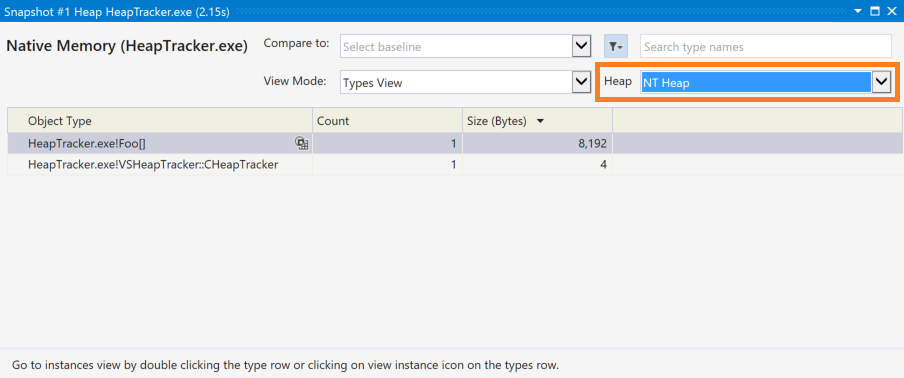 Snapshot #1 Heap HeapTracker.exe (2.15s)
Native Memory (HeapTracker.exe) Compare to: Select baseline Search type names
View Mode: Types View Heap NT Heap
Object Type Count Size (Bytes)
HeapTracker.exe!Foo[] 1 8,192
HeapTracker.exe!VSHeapTracker::CHeapTracker 1 4
Go to instances view by double clicking the type row or clicking on view instance icon on the types row.